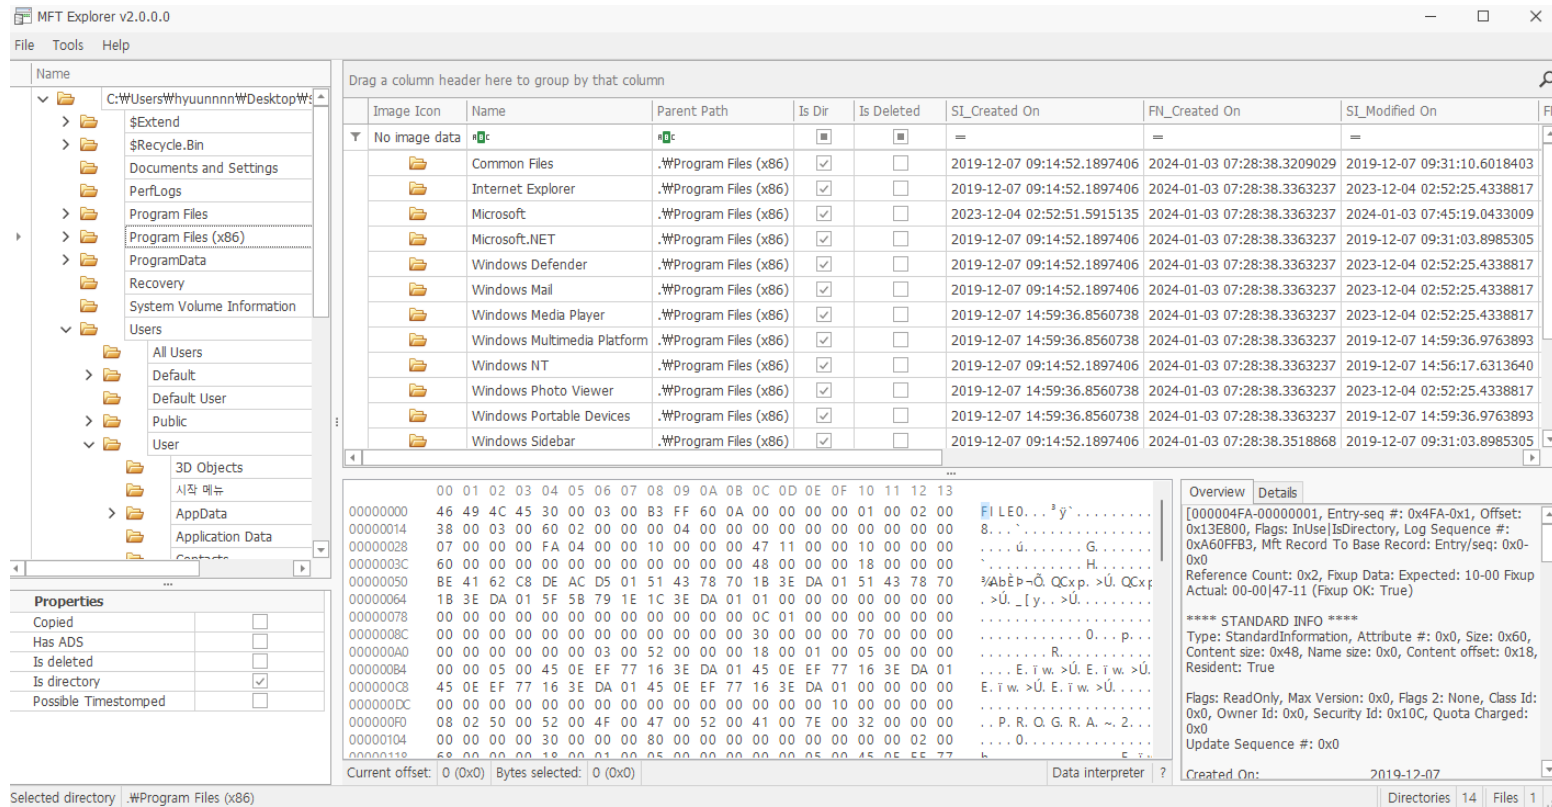 MFT Explorer v2.0.0.0
File Tools Help
Name
C:₩Users₩hyuunnnn₩Desktop₩
$Extend
$Recycle.Bin
Documents and Settings
PerfLogs
Program Files
Program Files (x86)
ProgramData
Recovery
System Volume Information
Users
All Users
Default
Default User
Public
User
3D Objects
시작 메뉴
AppData
Application Data
Contacts
Properties
Copied
Has ADS
Is deleted
Is directory
Possible Timestomped
Drag a column header here to group by that column
Image Icon Name Parent Path Is Dir Is Deleted SI_Created On FN_Created On SI_Modified On
No image data ABC ABC = = =
Common Files .₩Program Files (x86) 2019-12-07 09:14:52.1897406 2024-01-03 07:28:38.3209029 2019-12-07 09:31:10.6018403
Internet Explorer .₩Program Files (x86) 2019-12-07 09:14:52.1897406 2024-01-03 07:28:38.3363237 2023-12-04 02:52:25.4338817
Microsoft .₩Program Files (x86) 2023-12-04 02:52:51.5915135 2024-01-03 07:28:38.3363237 2024-01-03 07:45:19.0433009
Microsoft.NET .₩Program Files (x86) 2019-12-07 09:14:52.1897406 2024-01-03 07:28:38.3363237 2019-12-07 09:31:03.8985305
Windows Defender .₩Program Files (x86) 2019-12-07 09:14:52.1897406 2024-01-03 07:28:38.3363237 2023-12-04 02:52:25.4338817
Windows Mail .₩Program Files (x86) 2019-12-07 09:14:52.1897406 2024-01-03 07:28:38.3363237 2023-12-04 02:52:25.4338817
Windows Media Player .₩Program Files (x86) 2019-12-07 14:59:36.8560738 2024-01-03 07:28:38.3363237 2023-12-04 02:52:25.4338817
Windows Multimedia Platform .₩Program Files (x86) 2019-12-07 14:59:36.8560738 2024-01-03 07:28:38.3363237 2019-12-07 14:59:36.9763893
Windows NT .₩Program Files (x86) 2019-12-07 09:14:52.1897406 2024-01-03 07:28:38.3363237 2019-12-07 14:56:17.6313640
Windows Photo Viewer .₩Program Files (x86) 2019-12-07 14:59:36.8560738 2024-01-03 07:28:38.3363237 2023-12-04 02:52:25.4338817
Windows Portable Devices .₩Program Files (x86) 2019-12-07 14:59:36.8560738 2024-01-03 07:28:38.3363237 2019-12-07 14:59:36.9763893
Windows Sidebar .₩Program Files (x86) 2019-12-07 09:14:52.1897406 2024-01-03 07:28:38.3518868 2019-12-07 09:31:03.8985305
00 01 02 03 04 05 06 07 08 09 0A 0B 0C 0D 0E 0F 10 11 12 13
00000000 46 49 4C 45 30 00 03 00 B3 FF 60 0A 00 00 00 00 01 00 02 00 FILE0...³ÿ`.........
00000014 38 00 03 00 60 02 00 00 00 04 00 00 00 00 00 00 00 00 00 00 8...`...............
00000028 07 00 00 00 FA 04 00 00 10 00 00 00 47 11 00 00 10 00 00 00 ....ú.......G.......
0000003C 60 00 00 00 00 00 00 00 00 00 00 00 48 00 00 00 18 00 00 00 `...........H.......
00000050 BE 41 62 C8 DE AC D5 01 51 43 78 70 1B 3E DA 01 51 43 78 70 ¾AbÈÞ¬Õ.QCxp.>Ú.QCxp
00000064 1B 3E DA 01 5F 5B 79 1E 1C 3E DA 01 01 00 00 00 00 00 00 00 .>Ú._[y..>Ú.........
00000078 00 00 00 00 00 00 00 00 00 00 00 00 0C 01 00 00 00 00 00 00 ....................
0000008C 00 00 00 00 00 00 00 00 00 00 00 00 30 00 00 00 70 00 00 00 ............0...p...
000000A0 00 00 00 00 00 00 03 00 52 00 00 00 18 00 01 00 05 00 00 00 ........R...........
000000B4 00 00 05 00 45 0E EF 77 16 3E DA 01 45 0E EF 77 16 3E DA 01 ....E.ïw.>Ú.E.ïw.>Ú.
000000C8 45 0E EF 77 16 3E DA 01 45 0E EF 77 16 3E DA 01 00 00 00 00 E.ïw.>Ú.E.ïw.>Ú.....
000000DC 00 00 00 00 00 00 00 00 00 00 00 00 00 00 00 10 00 00 00 00 ....................
000000F0 08 02 50 00 52 00 4F 00 47 00 52 00 41 00 7E 00 32 00 00 00 ..P.R.O.G.R.A.~.2...
00000104 00 00 00 00 30 00 00 00 80 00 00 00 00 00 00 00 00 00 02 00 ....0...
00000118 68 00 00 00 18 00 01 00 05 00 00 00 00 00 05 00 45 0E EF 77
Current offset: 0 (0x0) Bytes selected: 0 (0x0) Data interpreter ?
Overview Details
[000004FA-00000001, Entry-seq #: 0x4FA-0x1, Offset:
0x13E800, Flags: InUse|IsDirectory, Log Sequence #:
0xA60FFB3, Mft Record To Base Record: Entry/seq: 0x0-
0x0
Reference Count: 0x2, Fixup Data: Expected: 10-00 Fixup
Actual: 00-00|47-11 (Fixup OK: True)
**** STANDARD INFO ****
Type: StandardInformation, Attribute #: 0x0, Size: 0x60,
Content size: 0x48, Name size: 0x0, Content offset: 0x18,
Resident: True
Flags: ReadOnly, Max Version: 0x0, Flags 2: None, Class Id:
0x0, Owner Id: 0x0, Security Id: 0x10C, Quota Charged:
0x0
Update Sequence #: 0x0
Created On: 2019-12-07
Selected directory .₩Program Files (x86) Directories 14 Files 1